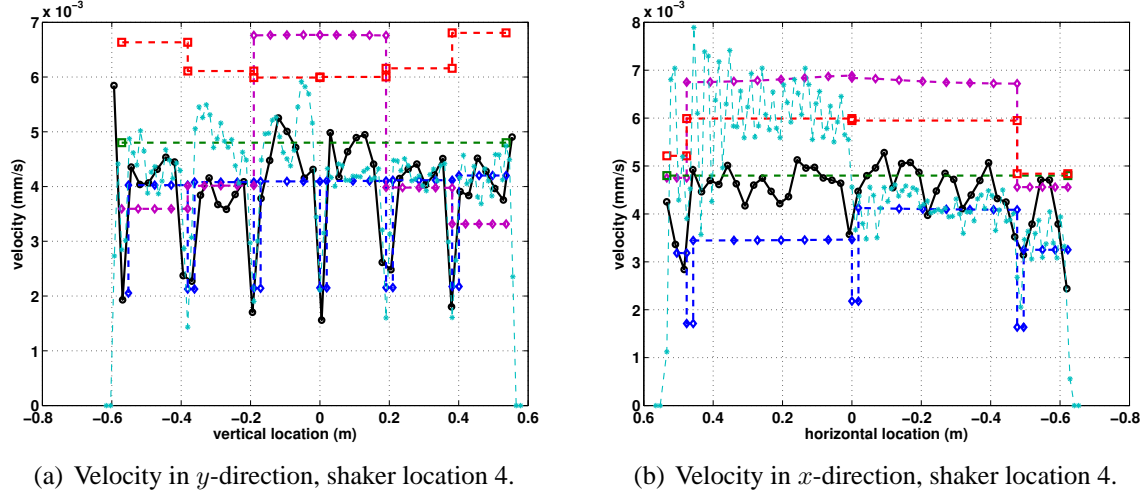 x 10⁻³
7
6
5
4
3
2
1
0
velocity (mm/s)
−0.8 −0.6 −0.4 −0.2 0 0.2 0.4 0.6
vertical location (m)
(a) Velocity in y-direction, shaker location 4.
x 10⁻³
8
7
6
5
4
3
2
1
0
velocity (mm/s)
0.6 0.4 0.2 0 −0.2 −0.4 −0.6 −0.8
horizontal location (m)
(b) Velocity in x-direction, shaker location 4.